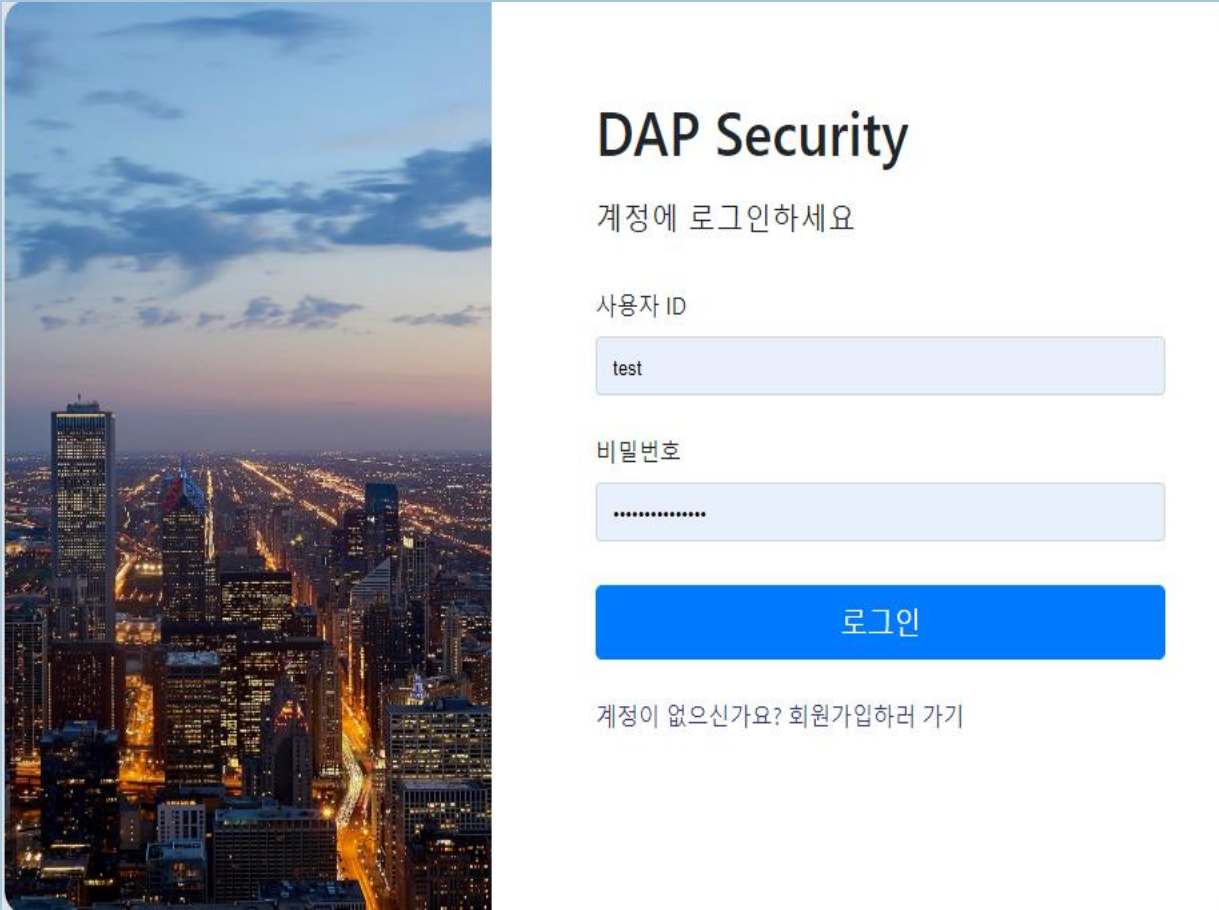 DAP Security
계정에 로그인하세요
사용자 ID
test
비밀번호
•••••••••••••••
로그인
계정이 없으신가요? 회원가입하러 가기